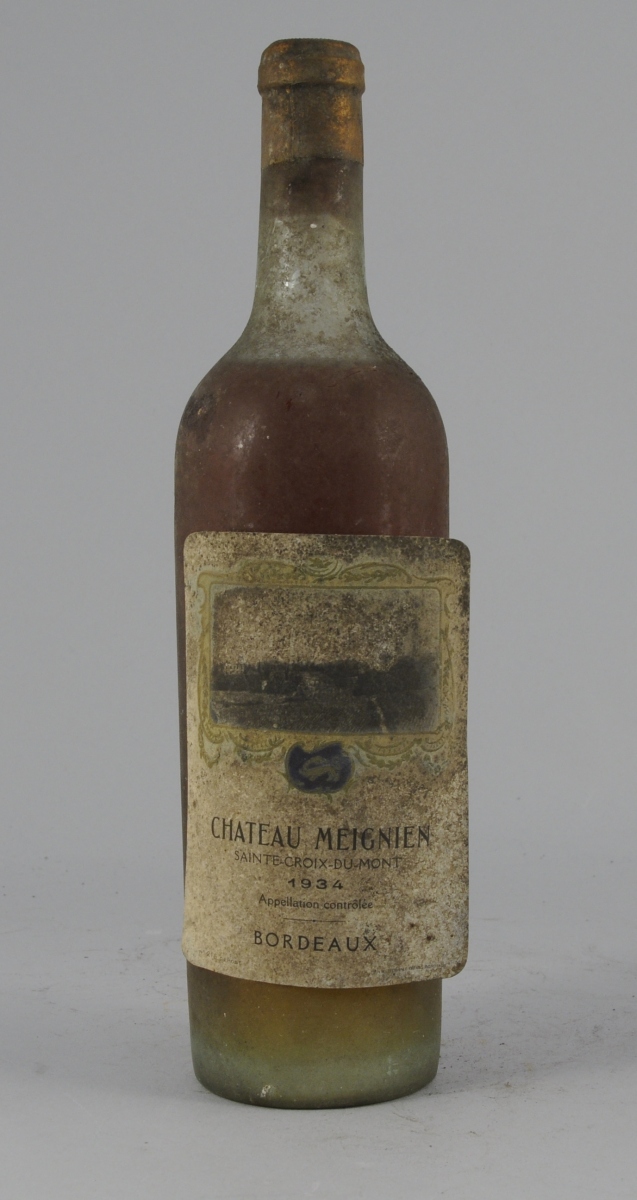 CHATEAU MEIGNIEN
SAINTE-CROIX-DU-MONT
1934
Appellation contrôlée
BORDEAUX